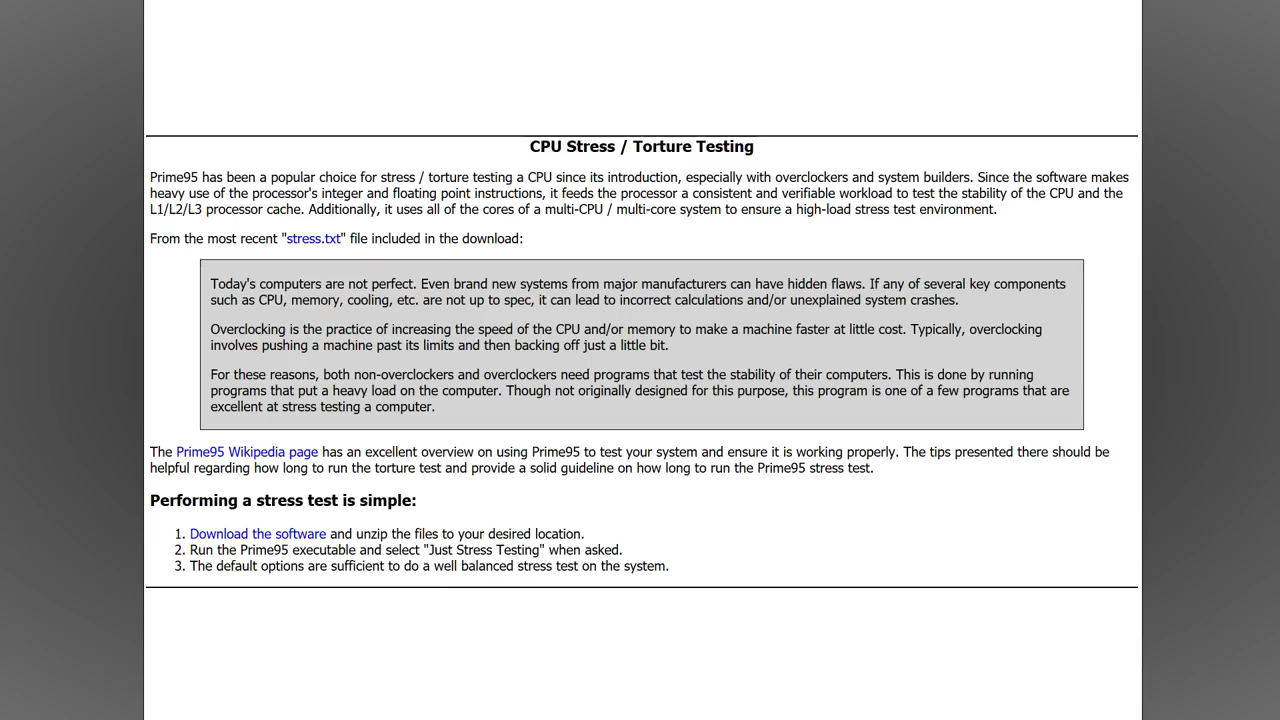 CPU Stress / Torture Testing
Prime95 has been a popular choice for stress / torture testing a CPU since its introduction, especially with overclockers and system builders. Since the software makes
heavy use of the processor's integer and floating point instructions, it feeds the processor a consistent and verifiable workload to test the stability of the CPU and the
L1/L2/L3 processor cache. Additionally, it uses all of the cores of a multi-CPU / multi-core system to ensure a high-load stress test environment.
From the most recent "stress.txt" file included in the download:
Today's computers are not perfect. Even brand new systems from major manufacturers can have hidden flaws. If any of several key components
such as CPU, memory, cooling, etc. are not up to spec, it can lead to incorrect calculations and/or unexplained system crashes.
Overclocking is the practice of increasing the speed of the CPU and/or memory to make a machine faster at little cost. Typically, overclocking
involves pushing a machine past its limits and then backing off just a little bit.
For these reasons, both non-overclockers and overclockers need programs that test the stability of their computers. This is done by running
programs that put a heavy load on the computer. Though not originally designed for this purpose, this program is one of a few programs that are
excellent at stress testing a computer.
The Prime95 Wikipedia page has an excellent overview on using Prime95 to test your system and ensure it is working properly. The tips presented there should be
helpful regarding how long to run the torture test and provide a solid guideline on how long to run the Prime95 stress test.
Performing a stress test is simple:
1. Download the software and unzip the files to your desired location.
2. Run the Prime95 executable and select "Just Stress Testing" when asked.
3. The default options are sufficient to do a well balanced stress test on the system.